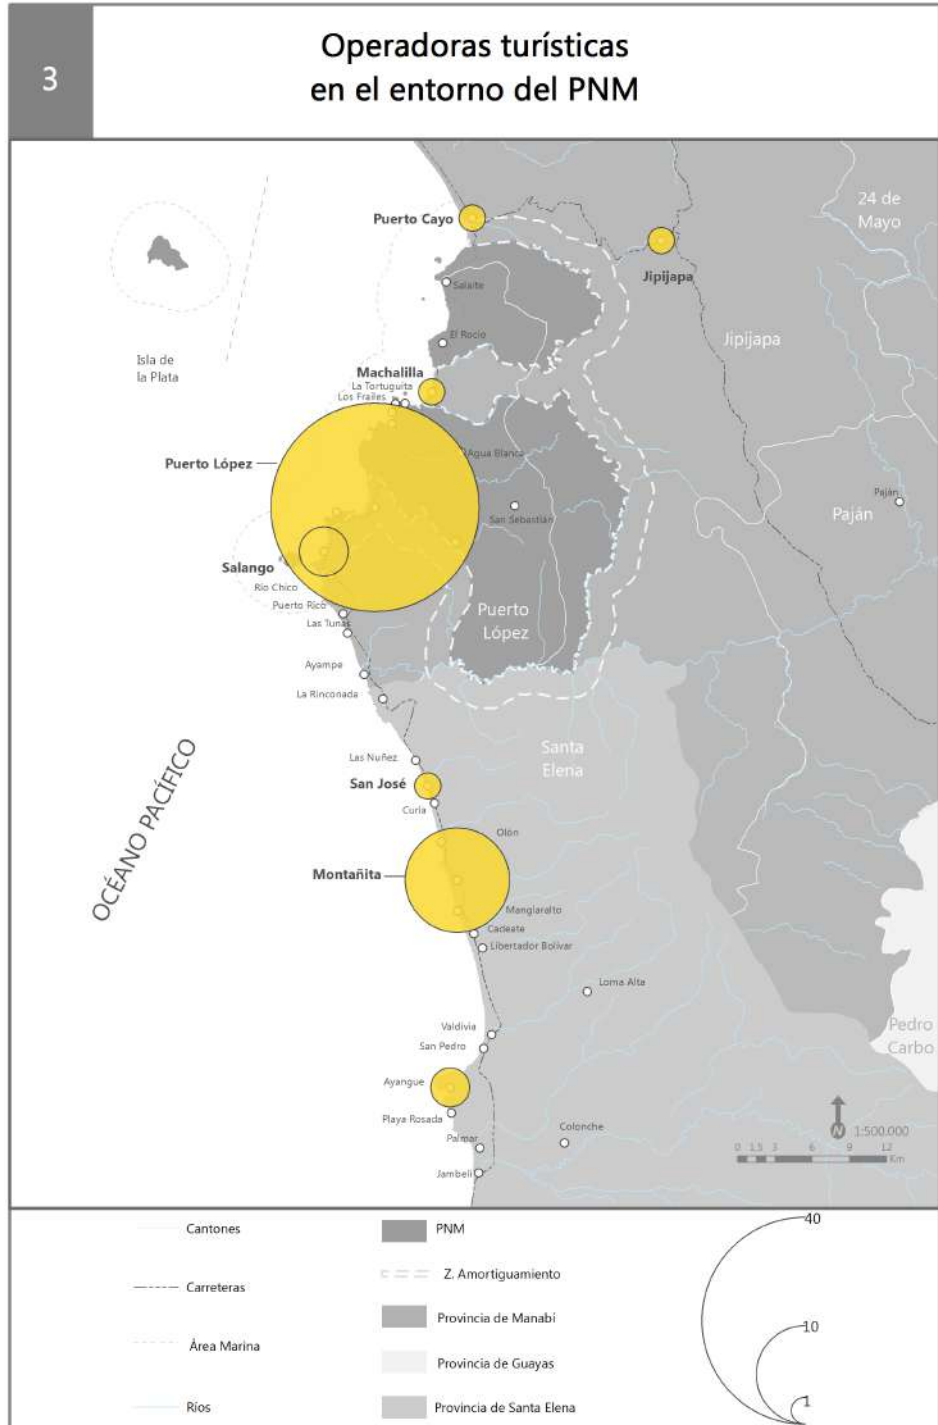 3
Operadoras turísticas
en el entorno del PNM
Puerto Cayo
24 de
Mayo
Jipijapa
Salaite
El Rocio
Jipijapa
Isla de
la Plata
Machalilla
La Tortuguita
Los Frailes
Agua Blanca
Puerto López
Paján
San Sebastián
Paján
Salango
Río Chico
Puerto Rico
Puerto
López
Las Tunas
Ayampe
La Rinconada
Santa
Elena
Las Nuñez
San José
Curia
OCÉANO PACÍFICO
Olón
Montañita
Manglaralto
Cadeate
Libertador Bolívar
Loma Alta
Valdivia
San Pedro
Pedro
Carbo
Ayangue
Playa Rosada
Colonche
Palmar
Jambelí
N
1:500.000
0 1,5 3 6 9 12
Km
Cantones
Carreteras
Área Marina
Ríos
PNM
Z. Amortiguamiento
Provincia de Manabí
Provincia de Guayas
Provincia de Santa Elena
40
10
1